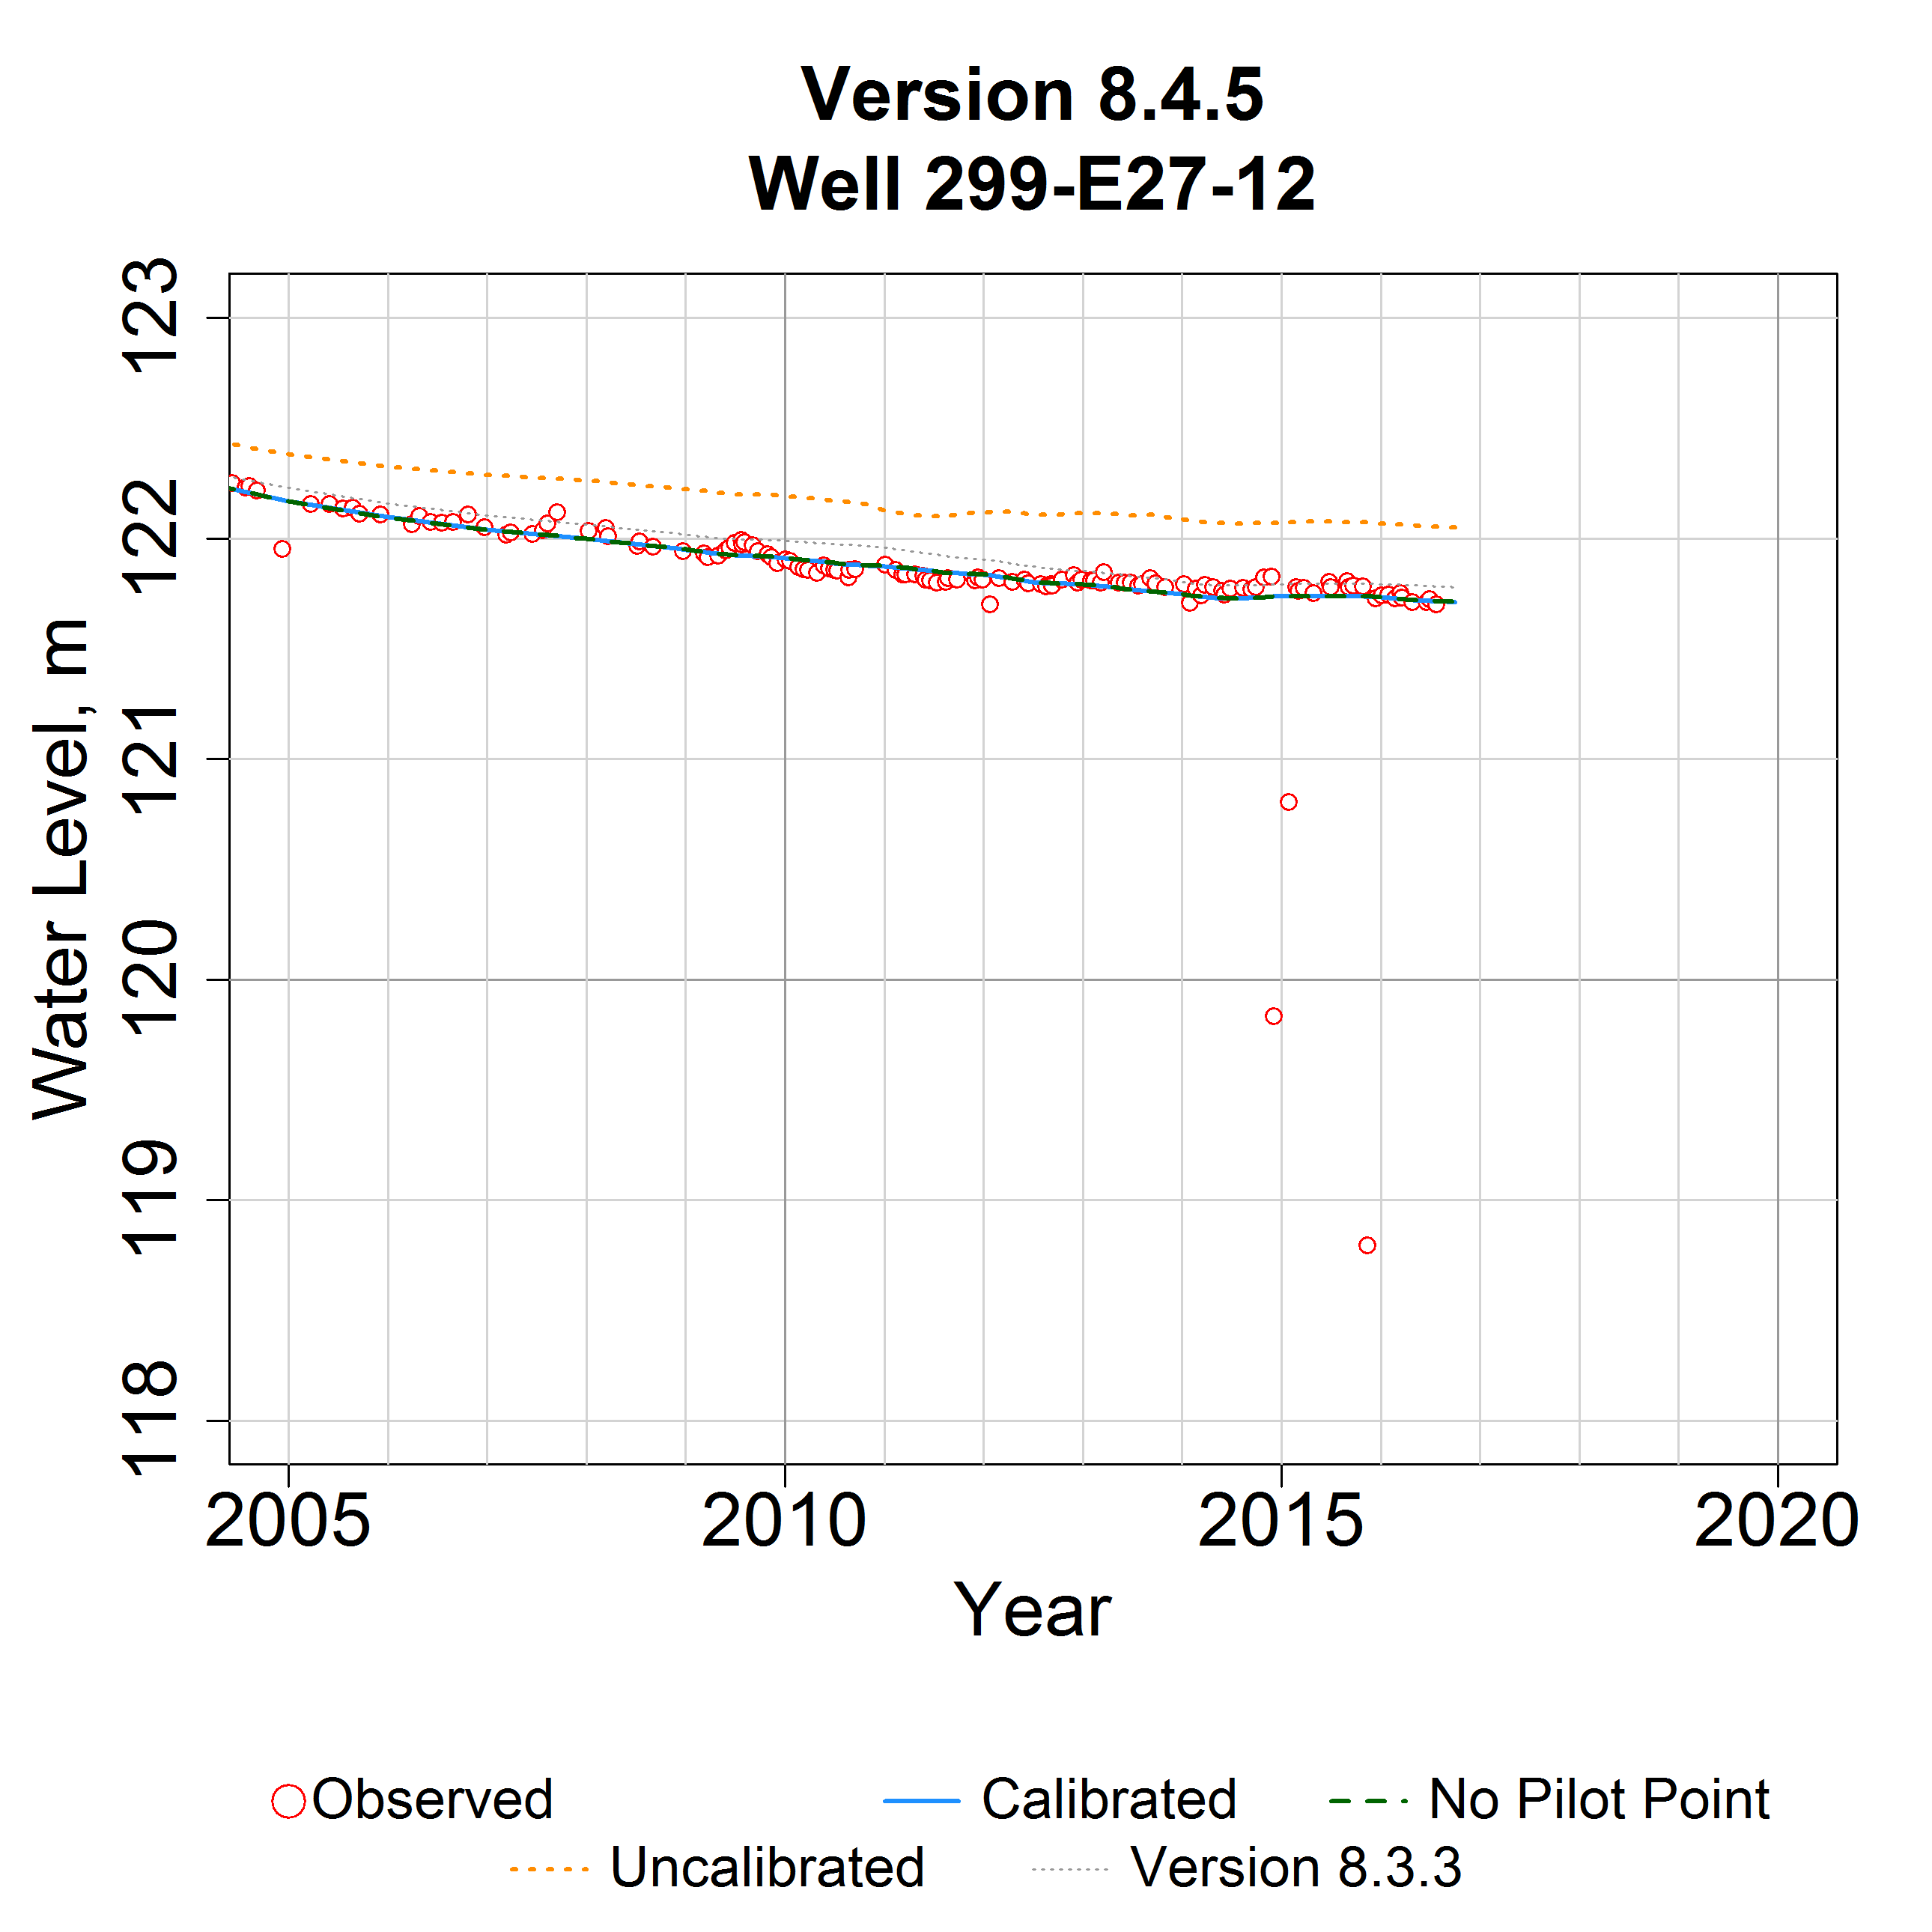 Version 8.4.5
Well 299-E27-12
Water Level, m
123
122
121
120
119
118
2005 2010 2015 2020
Year
Observed Calibrated No Pilot Point
Uncalibrated Version 8.3.3